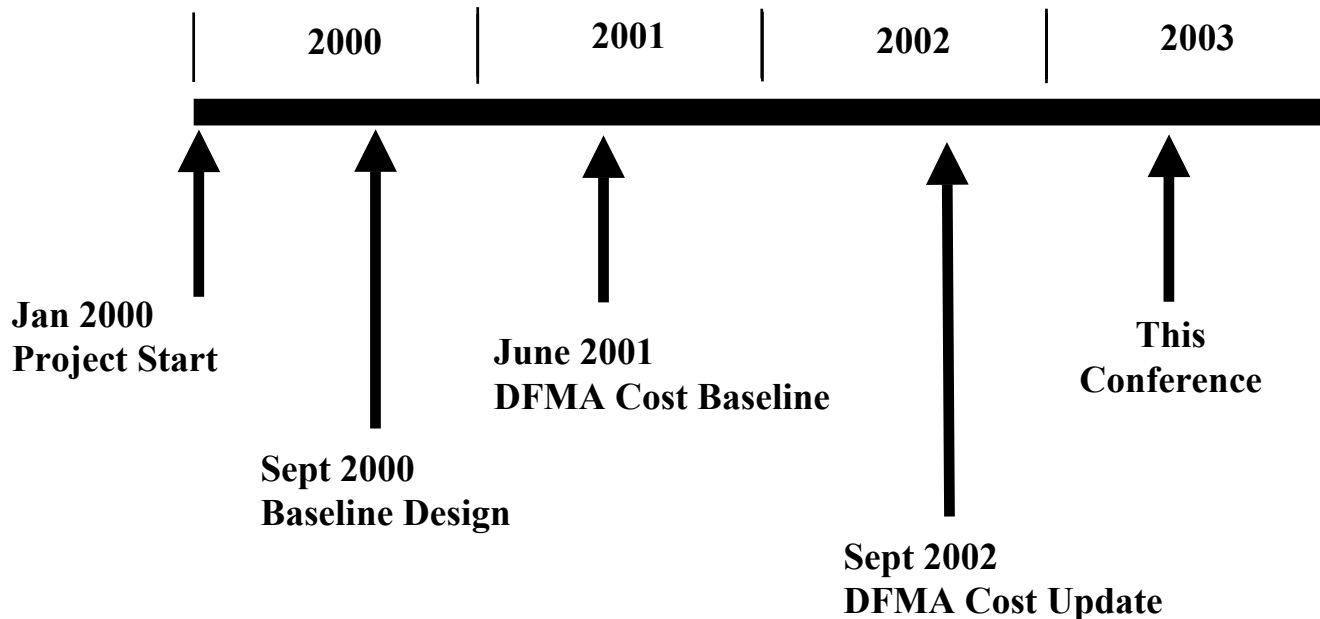 2000
2001
2002
2003
Jan 2000
Project Start
Sept 2000
Baseline Design
June 2001
DFMA Cost Baseline
Sept 2002
DFMA Cost Update
This
Conference